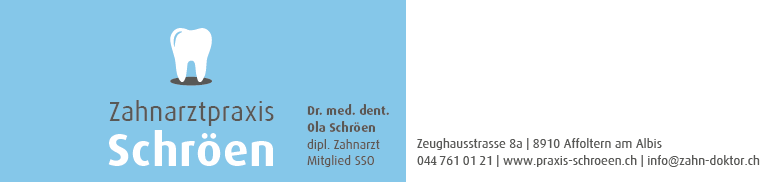 Zahnarztpraxis
Schröen
Dr. med. dent.
Ola Schröen
dipl. Zahnarzt
Mitglied SSO
Zeughausstrasse 8a | 8910 Affoltern am Albis
044 761 01 21 | www.praxis-schroeen.ch | info@zahn-doktor.ch